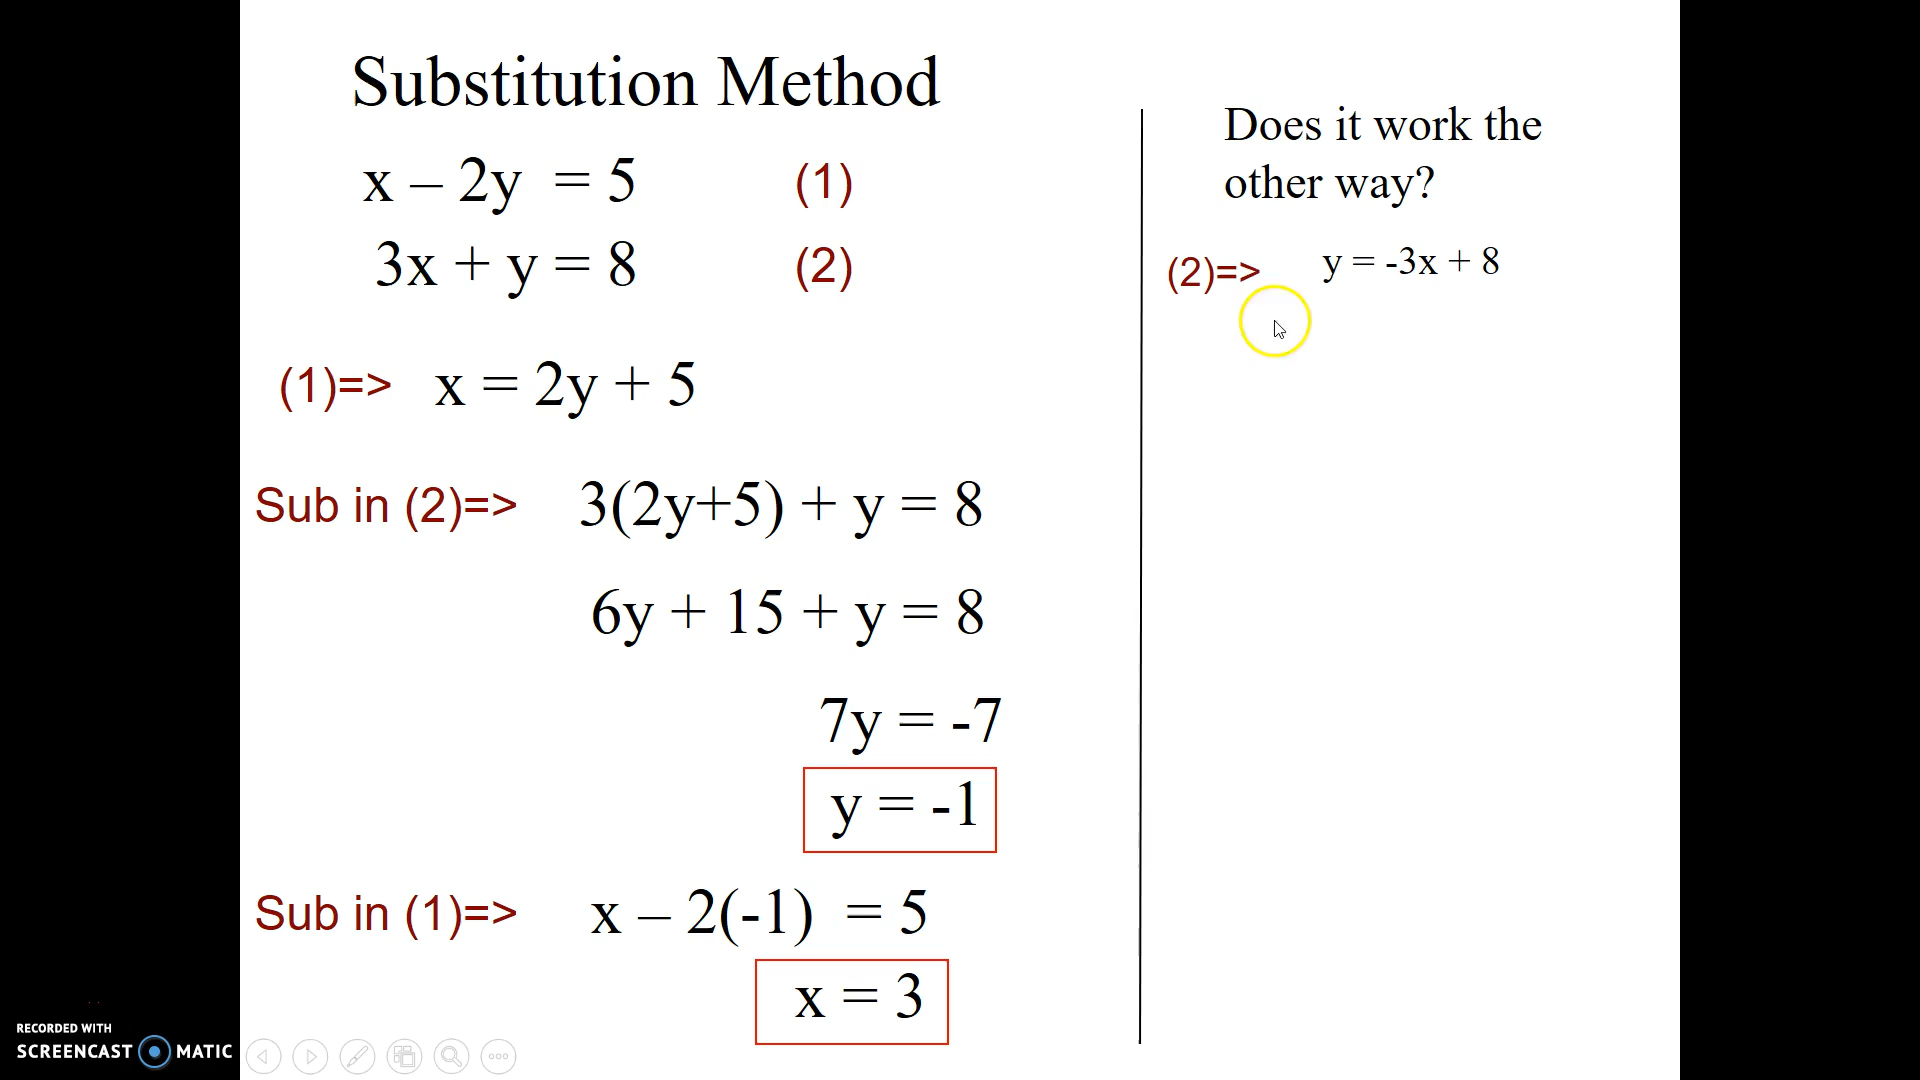 Substitution Method
x – 2y = 5 (1)
3x + y = 8 (2)
(1)=> x = 2y + 5
Sub in (2)=> 3(2y+5) + y = 8
6y + 15 + y = 8
7y = -7
y = -1
Sub in (1)=> x – 2(-1) = 5
x = 3
Does it work the
other way?
(2)=> y = -3x + 8
RECORDED WITH
SCREENCAST MATIC